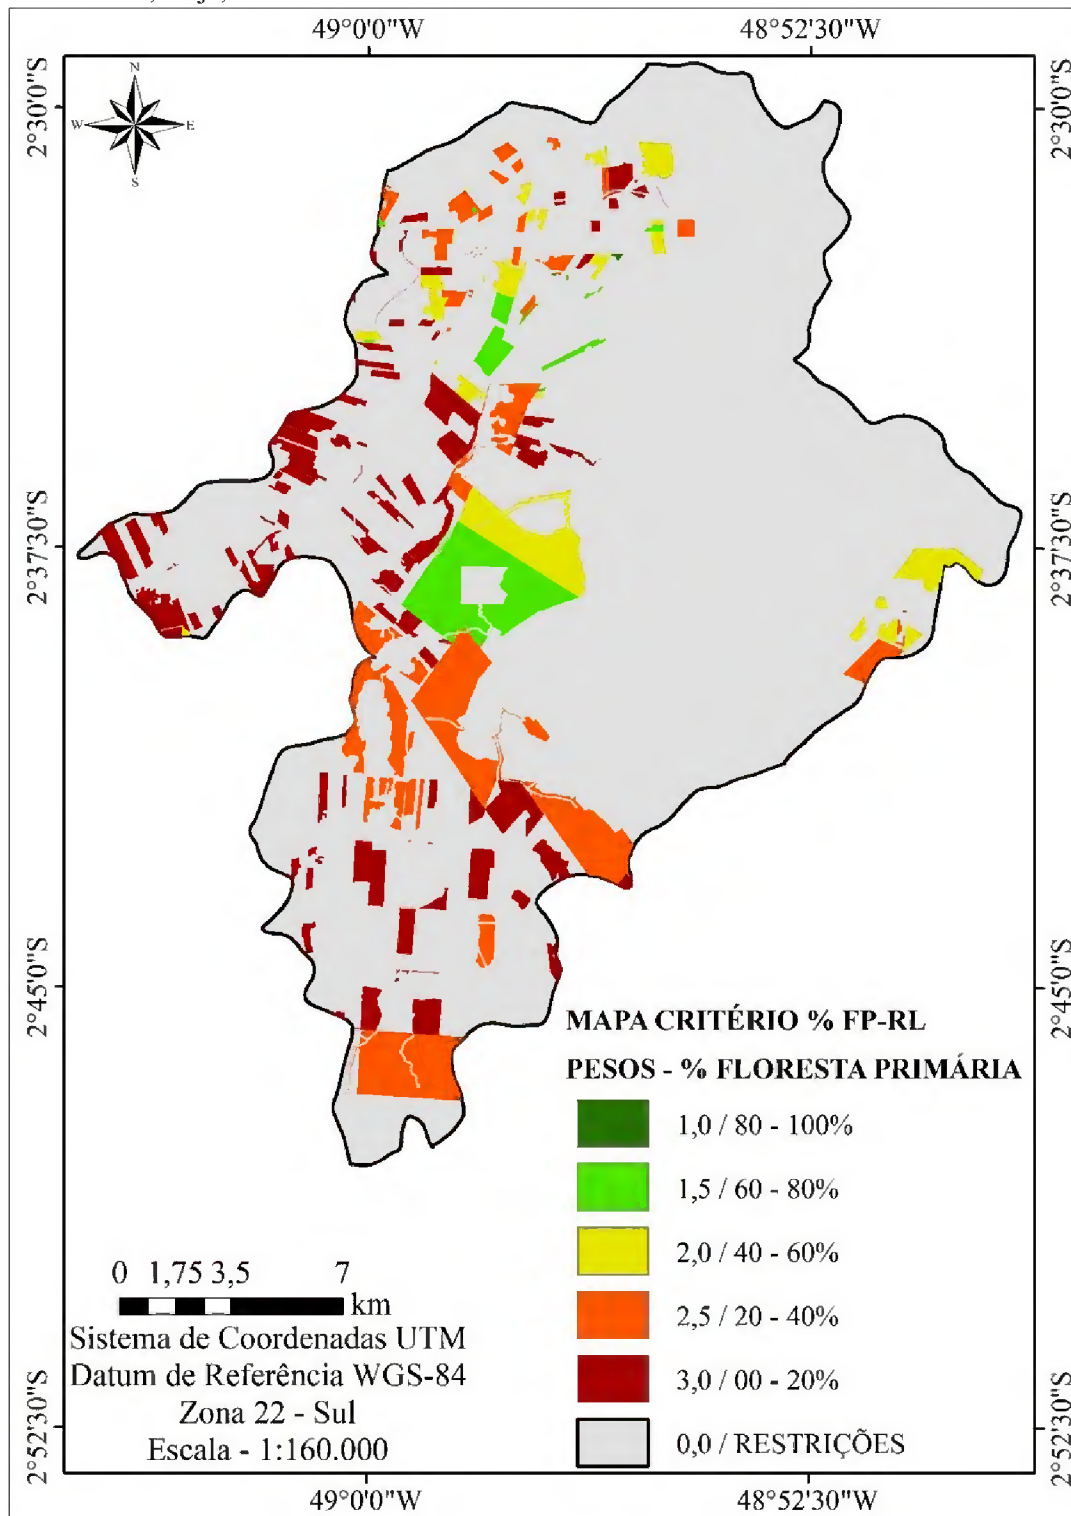 49°0'0"W 48°52'30"W
2°30'0"S 2°30'0"S
N
W E
S
2°37'30"S 2°37'30"S
2°45'0"S 2°45'0"S
MAPA CRITÉRIO % FP-RL
PESOS - % FLORESTA PRIMÁRIA
1,0 / 80 - 100%
1,5 / 60 - 80%
2,0 / 40 - 60%
2,5 / 20 - 40%
3,0 / 00 - 20%
0,0 / RESTRIÇÕES
0 1,75 3,5 7
km
Sistema de Coordenadas UTM
Datum de Referência WGS-84
Zona 22 - Sul
Escala - 1:160.000
2°52'30"S 2°52'30"S
49°0'0"W 48°52'30"W